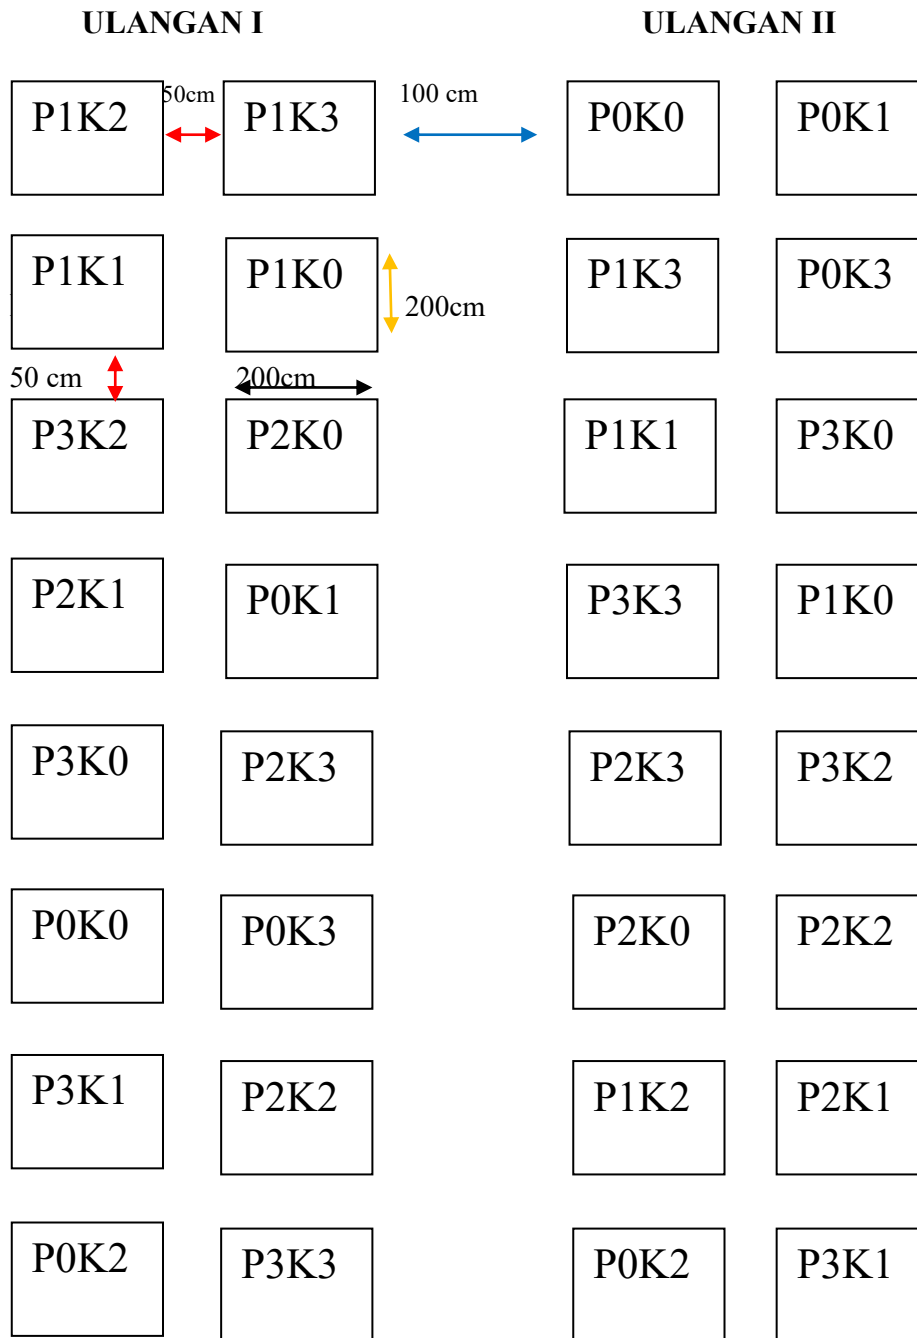 ULANGAN I ULANGAN II
P1K2 50cm P1K3 100 cm P0K0 P0K1
P1K1 P1K0 200cm P1K3 P0K3
50 cm 200cm
P3K2 P2K0 P1K1 P3K0
P2K1 P0K1 P3K3 P1K0
P3K0 P2K3 P2K3 P3K2
P0K0 P0K3 P2K0 P2K2
P3K1 P2K2 P1K2 P2K1
P0K2 P3K3 P0K2 P3K1